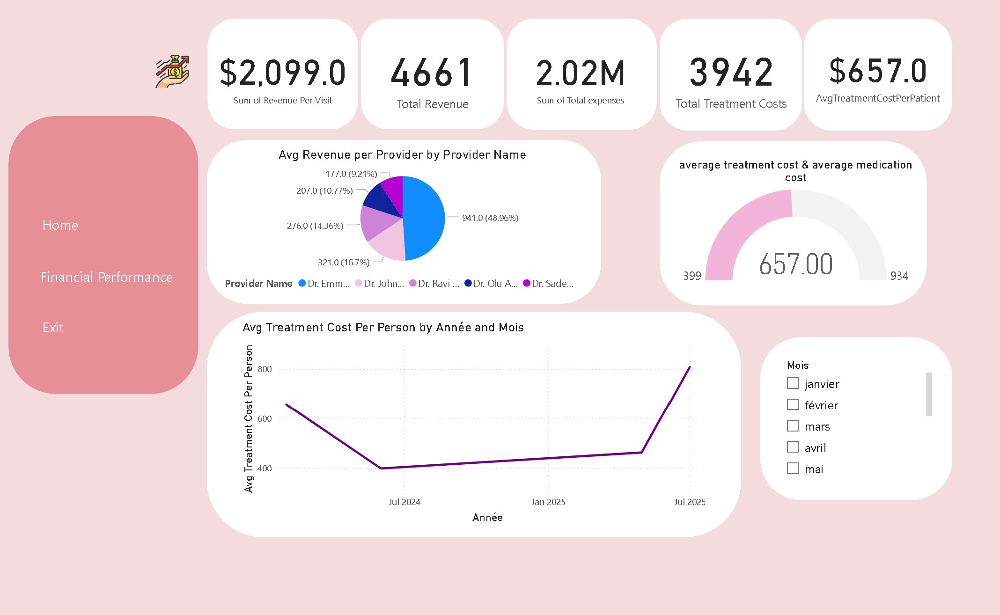 $2,099.0
Sum of Revenue Per Visit
4661
Total Revenue
2.02M
Sum of Total expenses
3942
Total Treatment Costs
$657.0
AvgTreatmentCostPerPatient
Home
Financial Performance
Exit
Avg Revenue per Provider by Provider Name
177.0 (9.21%)
207.0 (10.77%)
276.0 (14.36%)
321.0 (16.7%)
941.0 (48.96%)
Provider Name Dr. Emm... Dr. John... Dr. Ravi ... Dr. Olu A... Dr. Sade...
average treatment cost & average medication
cost
657.00
399
934
Avg Treatment Cost Per Person by Année and Mois
Avg Treatment Cost Per Person
800
600
400
Jul 2024
Jan 2025
Jul 2025
Année
Mois
janvier
février
mars
avril
mai